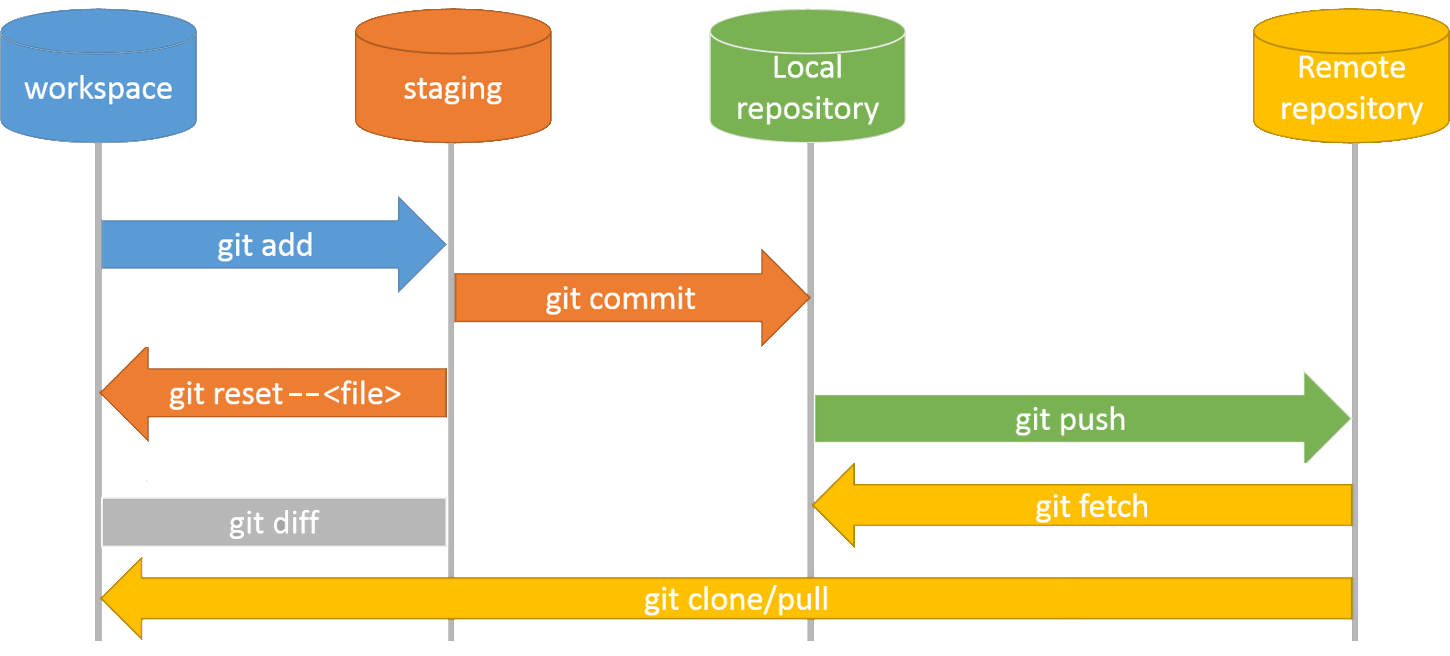 workspace
staging
Local
repository
Remote
repository
git add
git commit
git reset--<file>
git push
git fetch
git diff
git clone/pull